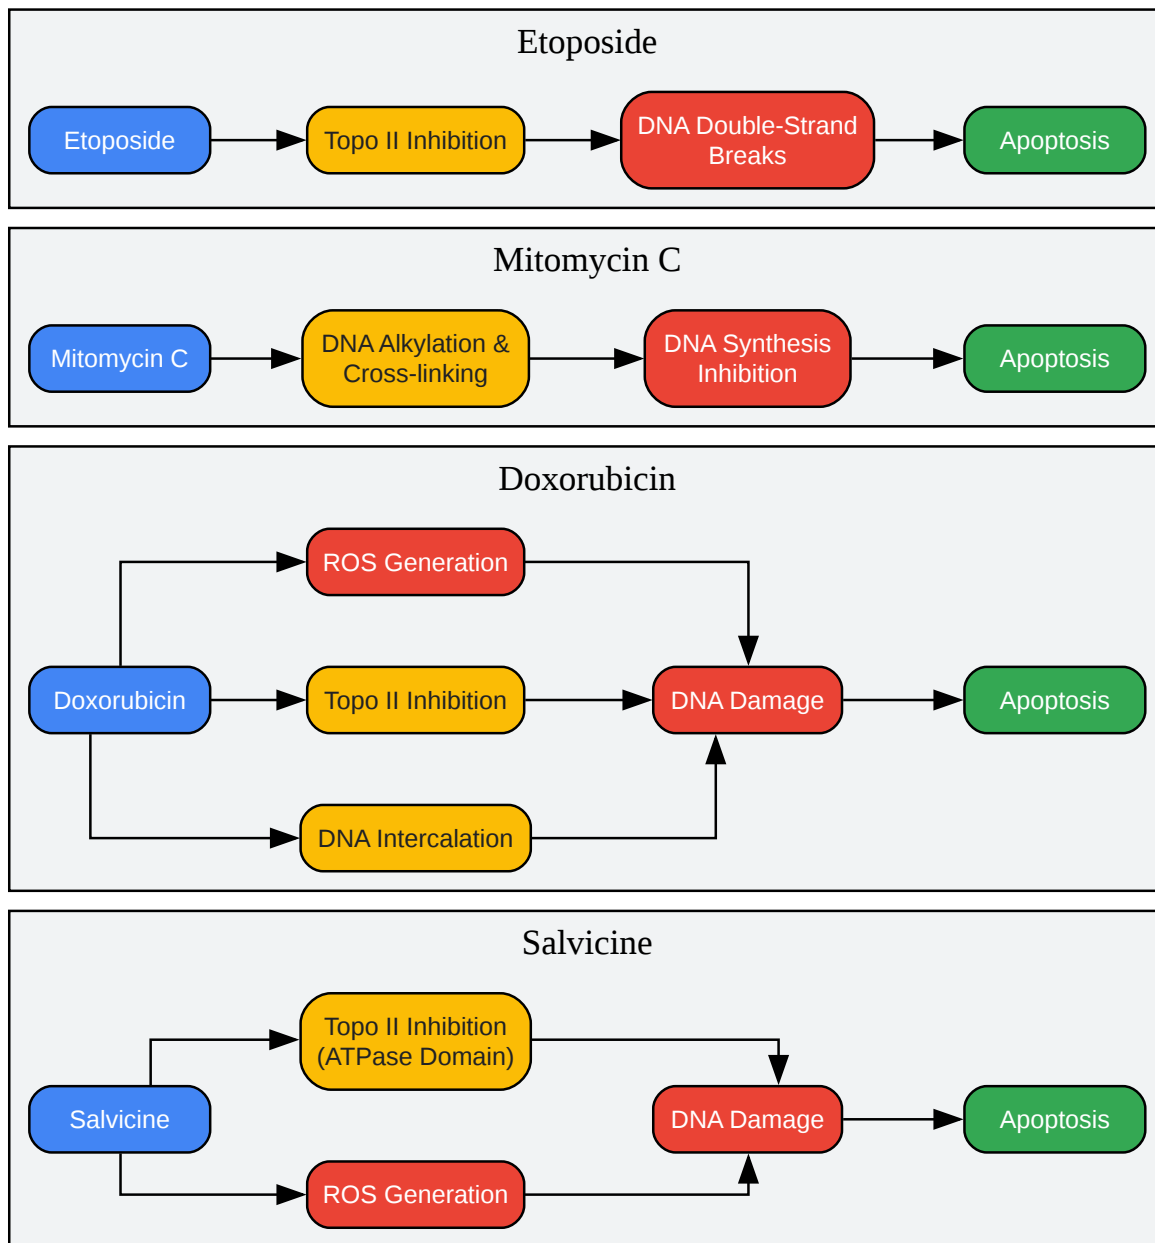 Etoposide
Etoposide
Topo II Inhibition
DNA Double-Strand
Breaks
Apoptosis
Mitomycin C
Mitomycin C
DNA Alkylation &
Cross-linking
DNA Synthesis
Inhibition
Apoptosis
Doxorubicin
ROS Generation
Doxorubicin
Topo II Inhibition
DNA Damage
Apoptosis
DNA Intercalation
Salvicine
Topo II Inhibition
(ATPase Domain)
Salvicine
DNA Damage
Apoptosis
ROS Generation